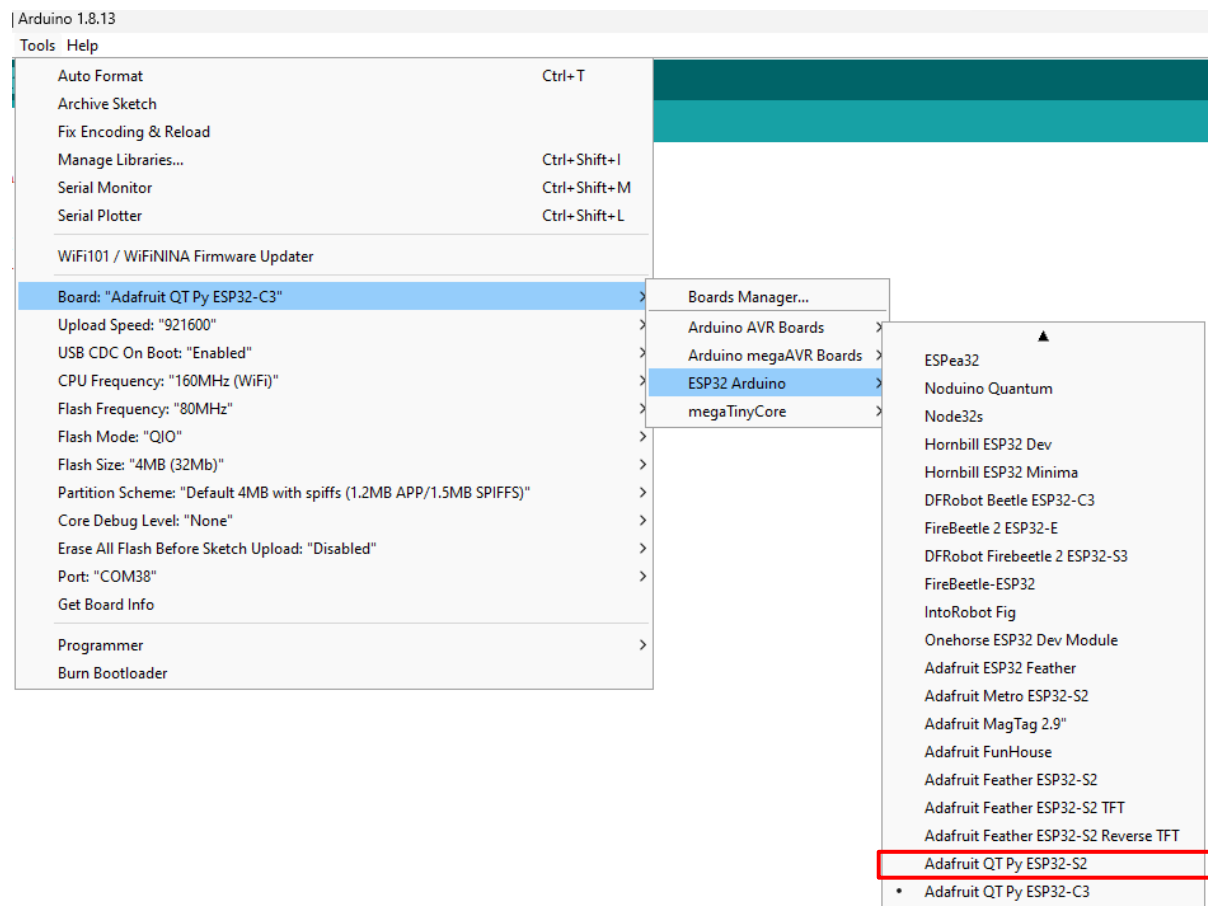 | Arduino 1.8.13
Tools Help
Auto Format Ctrl+T
Archive Sketch
Fix Encoding & Reload
Manage Libraries... Ctrl+Shift+I
Serial Monitor Ctrl+Shift+M
Serial Plotter Ctrl+Shift+L
WiFi101 / WiFiNINA Firmware Updater
Board: "Adafruit QT Py ESP32-C3"
Upload Speed: "921600"
USB CDC On Boot: "Enabled"
CPU Frequency: "160MHz (WiFi)"
Flash Frequency: "80MHz"
Flash Mode: "QIO"
Flash Size: "4MB (32Mb)"
Partition Scheme: "Default 4MB with spiffs (1.2MB APP/1.5MB SPIFFS)"
Core Debug Level: "None"
Erase All Flash Before Sketch Upload: "Disabled"
Port: "COM38"
Get Board Info
Programmer
Burn Bootloader
Boards Manager...
Arduino AVR Boards
Arduino megaAVR Boards
ESP32 Arduino
megaTinyCore
ESPea32
Noduino Quantum
Node32s
Hornbill ESP32 Dev
Hornbill ESP32 Minima
DFRobot Beetle ESP32-C3
FireBeetle 2 ESP32-E
DFRobot Firebeetle 2 ESP32-S3
FireBeetle-ESP32
IntoRobot Fig
Onehorse ESP32 Dev Module
Adafruit ESP32 Feather
Adafruit Metro ESP32-S2
Adafruit MagTag 2.9"
Adafruit FunHouse
Adafruit Feather ESP32-S2
Adafruit Feather ESP32-S2 TFT
Adafruit Feather ESP32-S2 Reverse TFT
Adafruit QT Py ESP32-S2
• Adafruit QT Py ESP32-C3